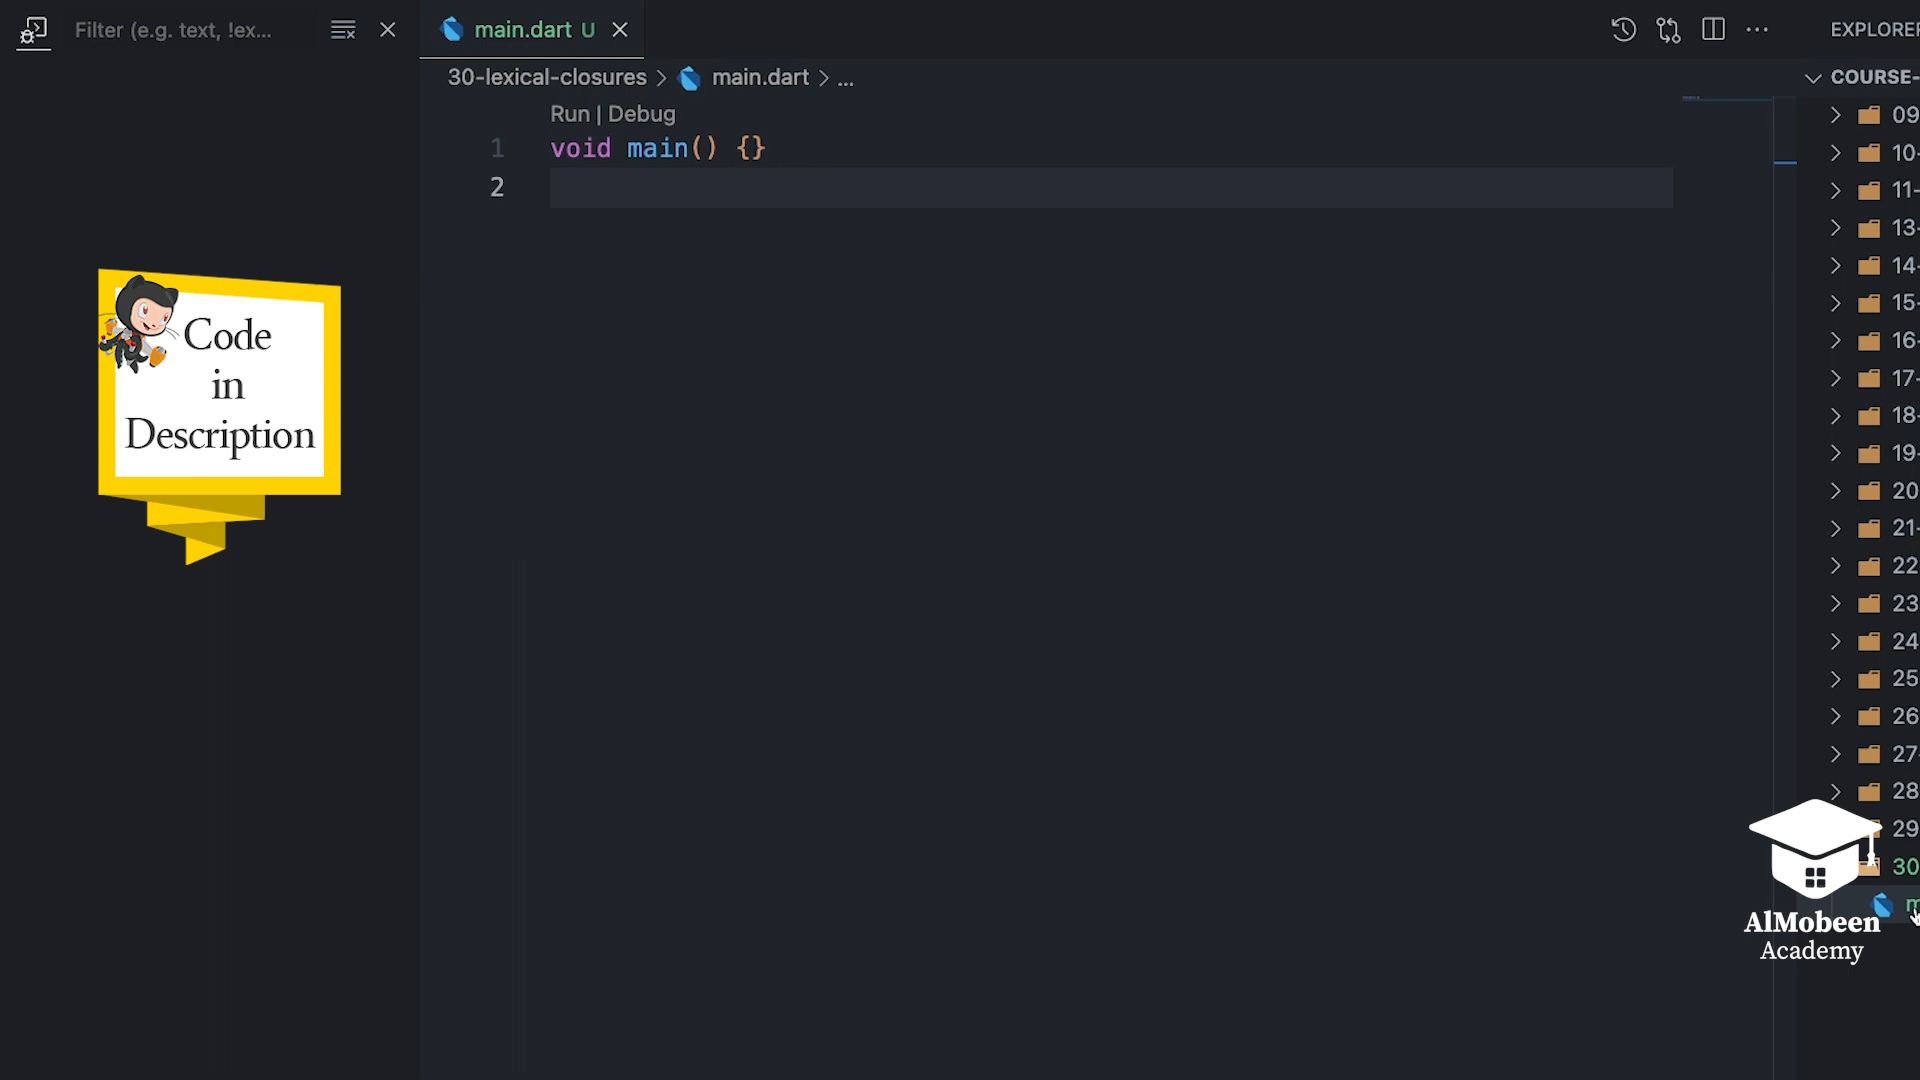 Filter (e.g. text, !ex...
main.dart U
EXPLORER
30-lexical-closures > main.dart > ...
COURSE-
Run | Debug
1 void main() {}
2
09
10-
11-
13-
14-
15-
16-
17-
18-
19-
20
21-
22
23
24
25
26
27-
28
29
30
m
Code
in
Description
AlMobeen
Academy